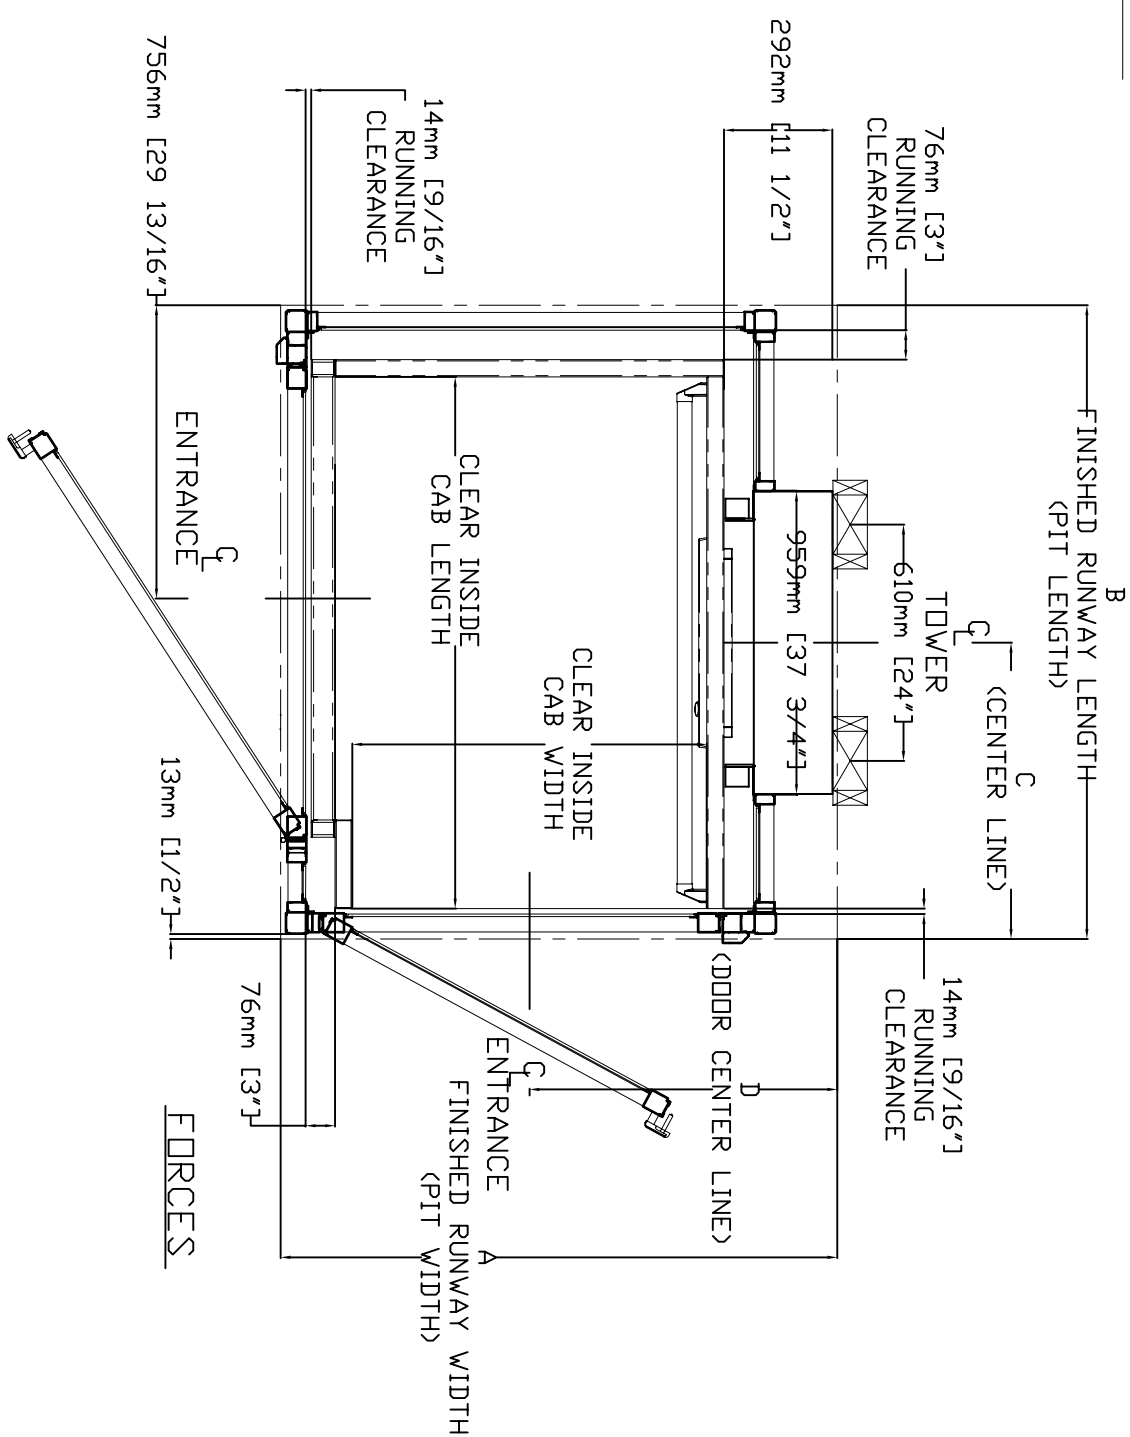 B
FINISHED RUNWAY LENGTH
(PIT LENGTH)
C
(CENTER LINE)
CL
TOWER
610mm [24"]
959mm [37 3/4"]
76mm [3"]
RUNNING
CLEARANCE
292mm [11 1/2"]
14mm [9/16"]
RUNNING
CLEARANCE
14mm [9/16"]
RUNNING
CLEARANCE
D
(DOOR CENTER LINE)
CLEAR INSIDE
CAB WIDTH
CLEAR INSIDE
CAB LENGTH
CL
ENTRANCE
A
FINISHED RUNWAY WIDTH
(PIT WIDTH)
CL
ENTRANCE
756mm [29 13/16"]
13mm [1/2"]
76mm [3"]
FORCES